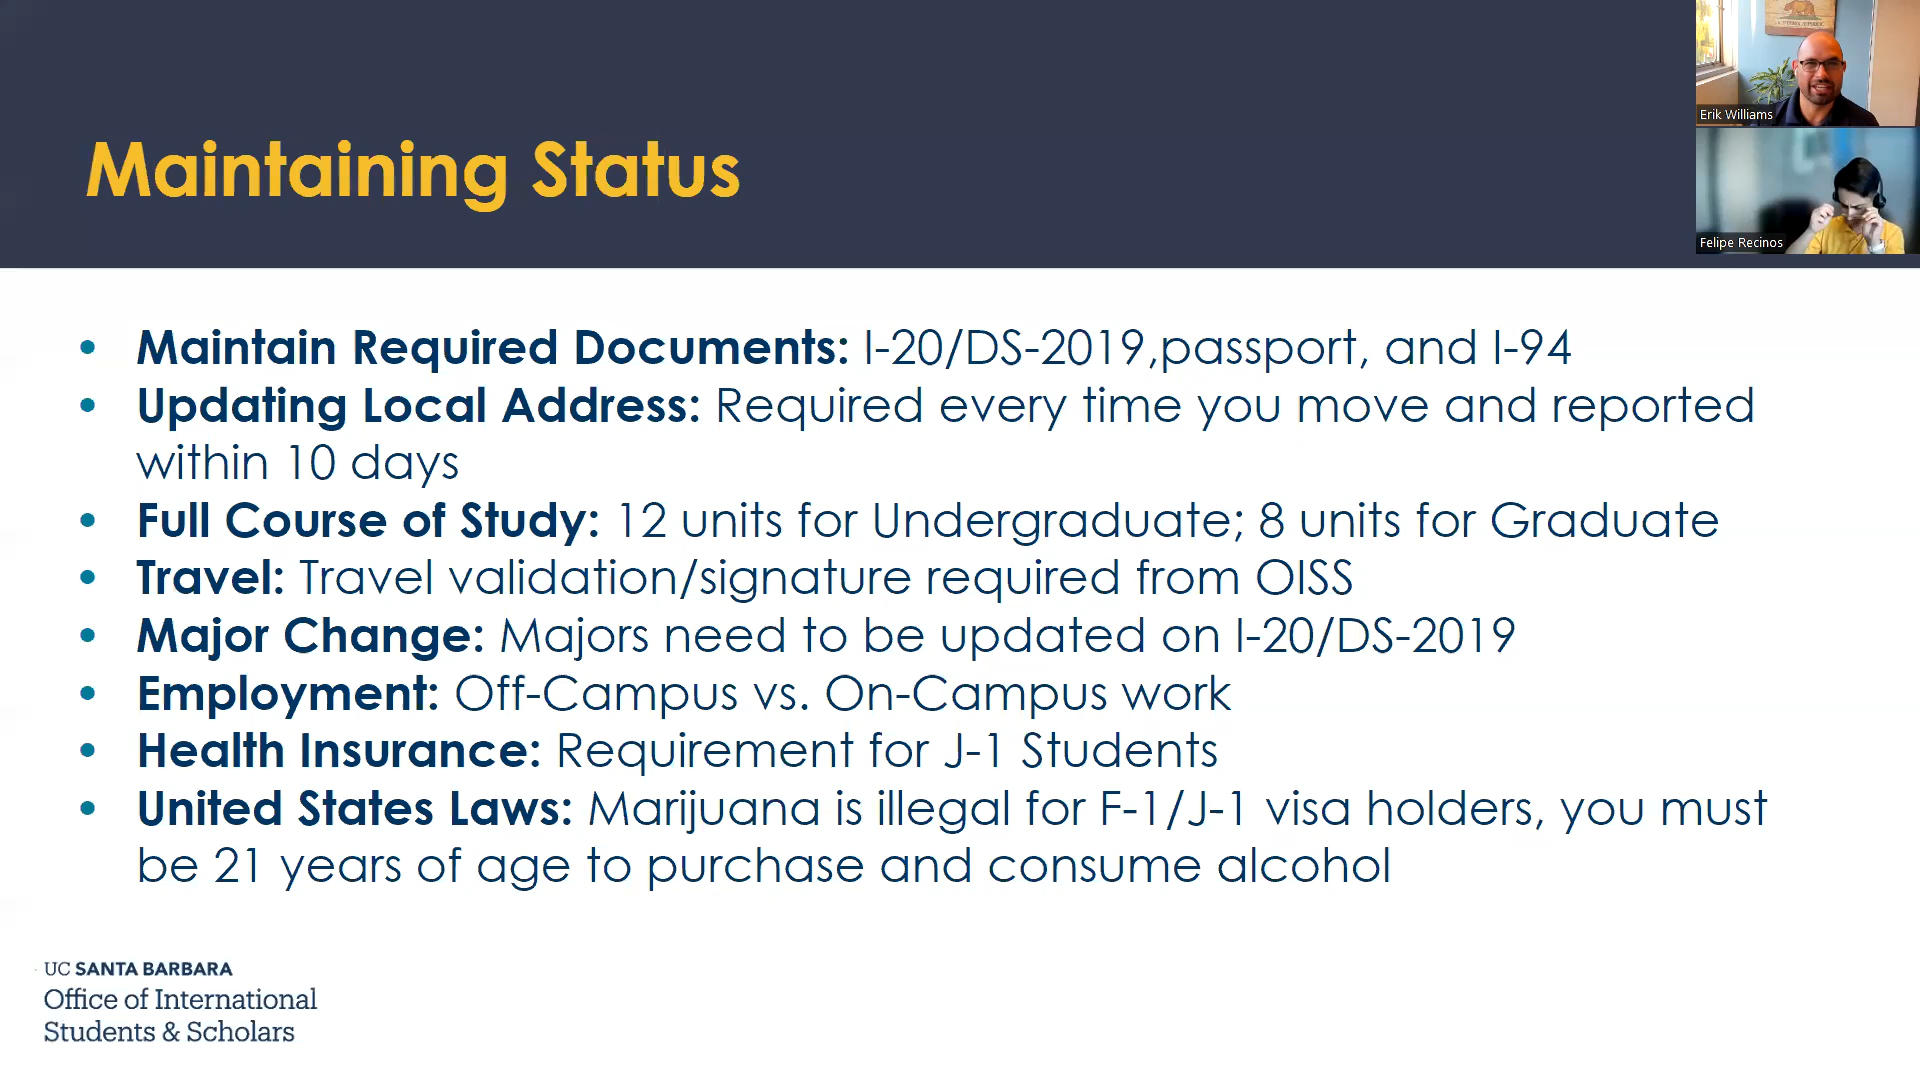 Maintaining Status
Erik Williams
Felipe Recinos
• Maintain Required Documents: I-20/DS-2019,passport, and I-94
• Updating Local Address: Required every time you move and reported
within 10 days
• Full Course of Study: 12 units for Undergraduate; 8 units for Graduate
• Travel: Travel validation/signature required from OISS
• Major Change: Majors need to be updated on I-20/DS-2019
• Employment: Off-Campus vs. On-Campus work
• Health Insurance: Requirement for J-1 Students
• United States Laws: Marijuana is illegal for F-1/J-1 visa holders, you must
be 21 years of age to purchase and consume alcohol
UC SANTA BARBARA
Office of International
Students & Scholars